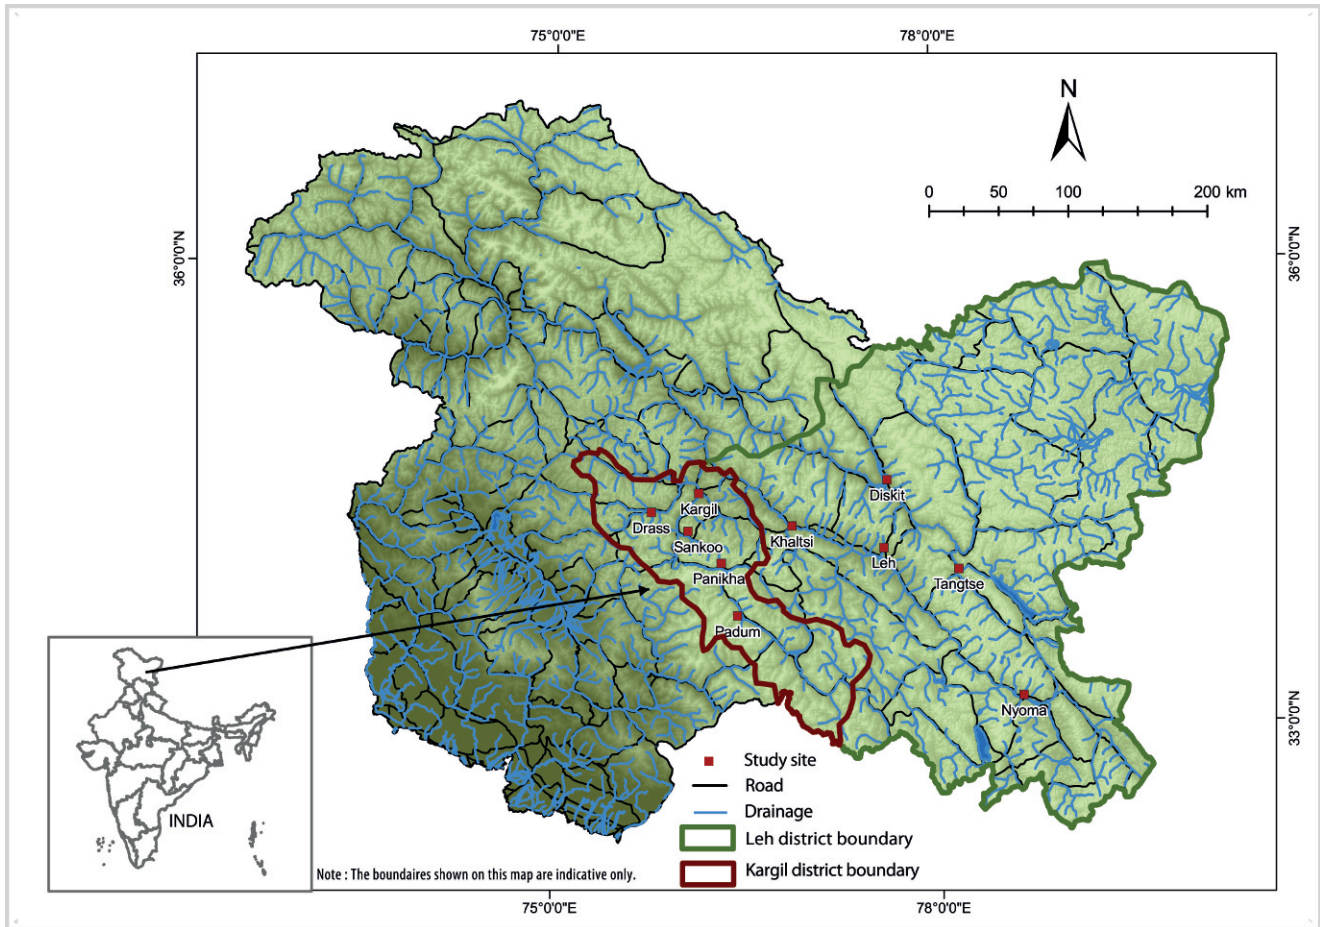 75°0'0"E
78°0'0"E
N
0 50 100 200 km
36°0'0"N
36°0'0"N
Diskit
Kargil
Drass
Sankoo
Khaltsi
Leh
Panikha
Tangtse
Padum
Nyoma
33°0'0"N
Study site
Road
Drainage
Leh district boundary
Kargil district boundary
INDIA
Note : The boundaires shown on this map are indicative only.
75°0'0"E
78°0'0"E